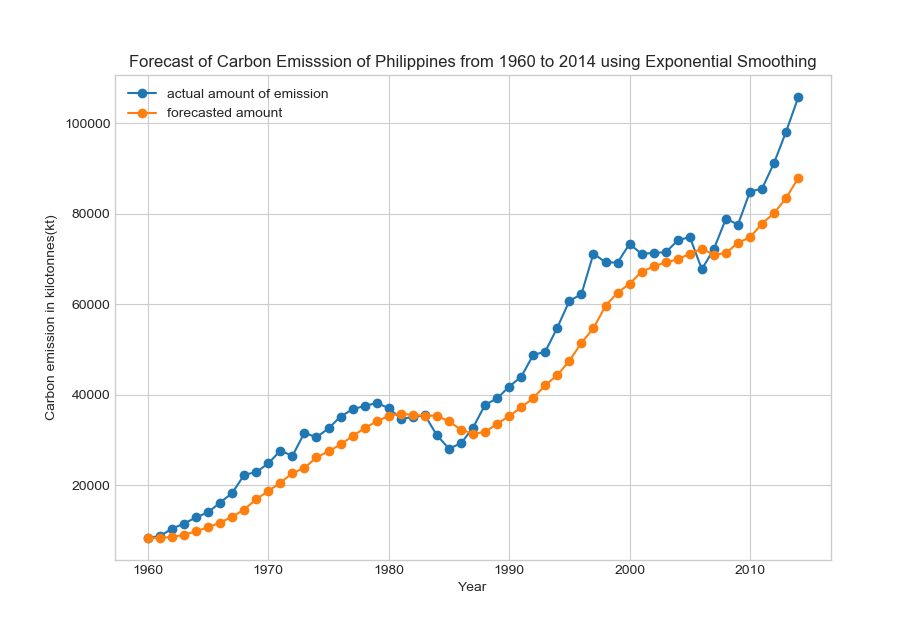 Forecast of Carbon Emisssion of Philippines from 1960 to 2014 using Exponential Smoothing
actual amount of emission
forecasted amount
100000
80000
60000
40000
20000
Carbon emission in kilotonnes(kt)
1960 1970 1980 1990 2000 2010
Year